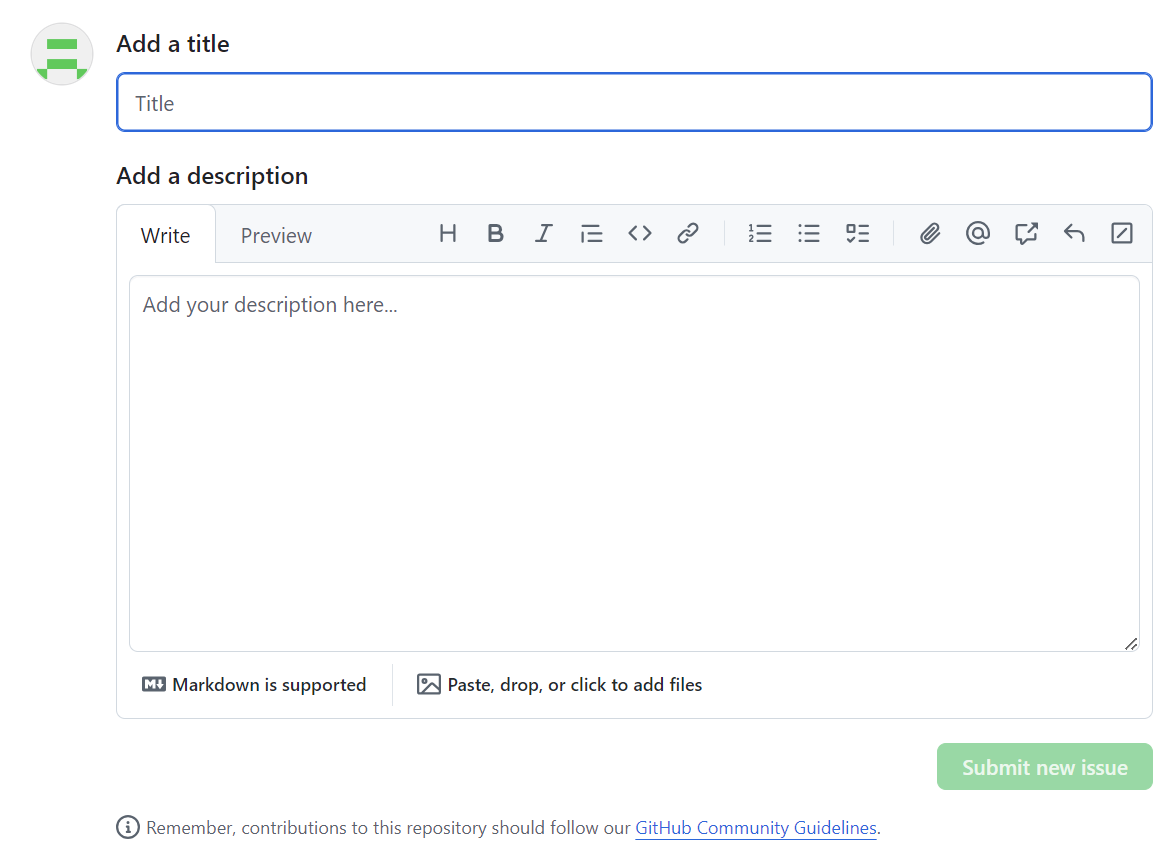 Add a title
Title
Add a description
Write Preview
Add your description here...
Markdown is supported Paste, drop, or click to add files
Submit new issue
Remember, contributions to this repository should follow our GitHub Community Guidelines.